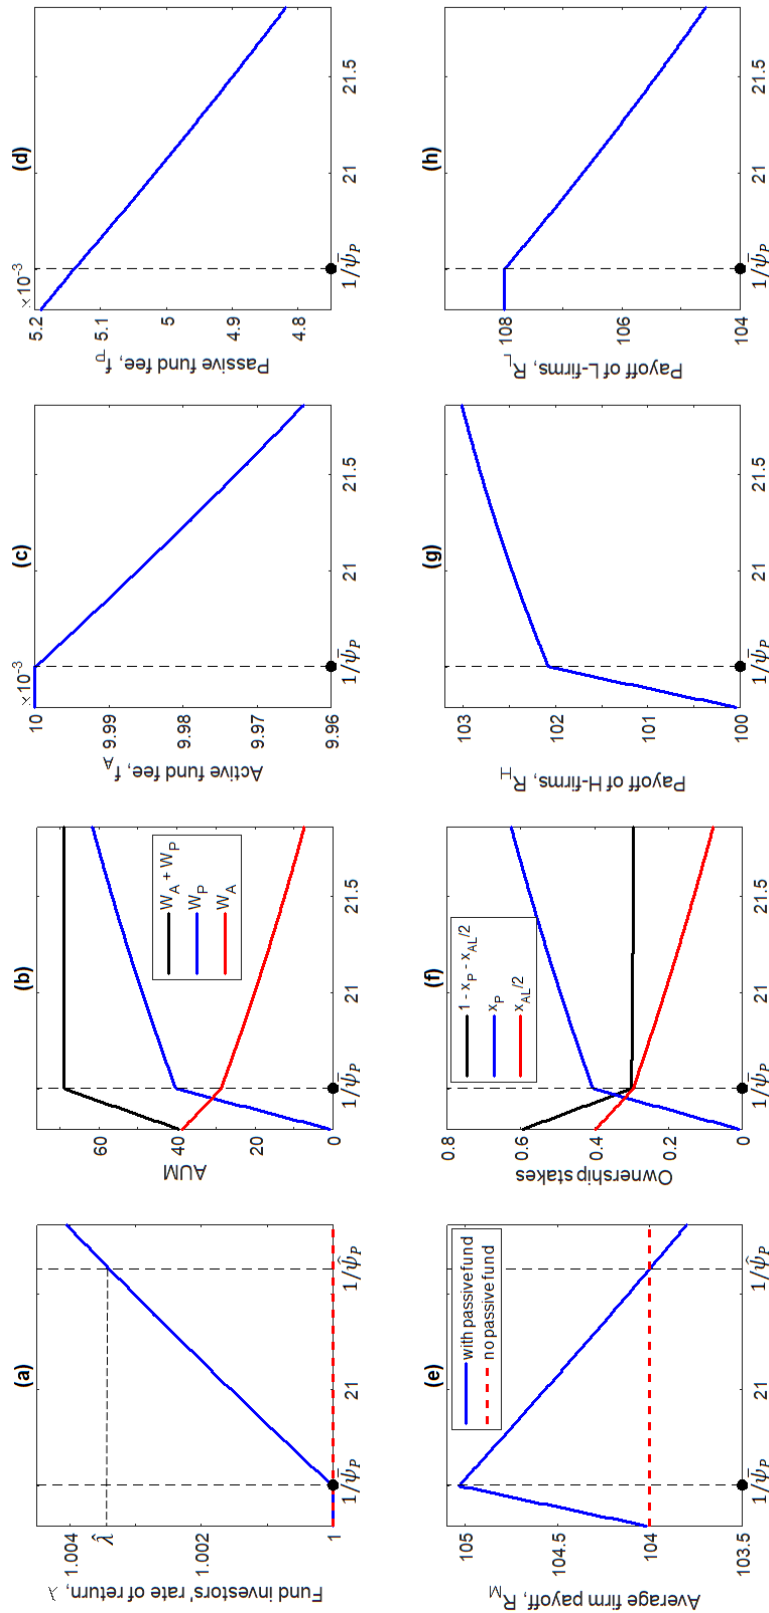 (a)
Fund investors' rate of return, λ
1.004
λ̂
1.002
1
1/ψ̄_P
21
1/ψ̂_P
(b)
AUM
60
40
20
0
W_A + W_P
W_P
W_A
1/ψ̄_P
21
21.5
(c)
×10^-3
Active fund fee, f_A
10
9.99
9.98
9.97
9.96
1/ψ̄_P
21
21.5
(d)
×10^-3
Passive fund fee, f_P
5.2
5.1
5
4.9
4.8
1/ψ̄_P
21
21.5
(e)
Average firm payoff, R_M
105
104.5
104
103.5
with passive fund
no passive fund
1/ψ̄_P
21
1/ψ̂_P
(f)
Ownership stakes
0.8
0.6
0.4
0.2
0
1 - x_P - x_AL/2
x_P
x_AL/2
1/ψ̄_P
21
21.5
(g)
Payoff of H-firms, R_H
103
102
101
100
1/ψ̄_P
21
21.5
(h)
Payoff of L-firms, R_L
108
106
104
1/ψ̄_P
21
21.5